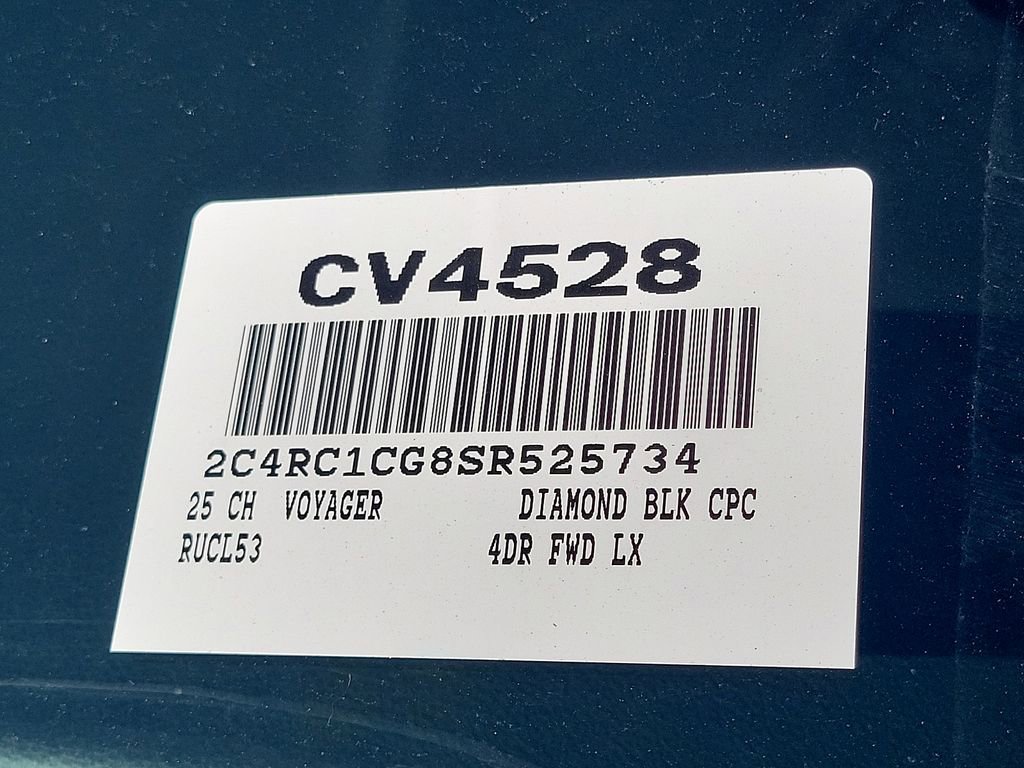 CV4528
2C4RC1CG8SR525734
25 CH VOYAGER DIAMOND BLK CPC
RUCL53 4DR FWD LX